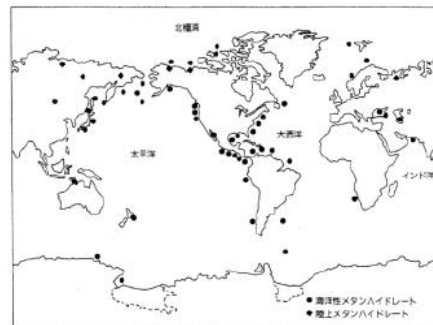 北極海
大西洋
太平洋
インド洋
● 海洋性メタンハイドレート
◆ 陸上メタンハイドレート